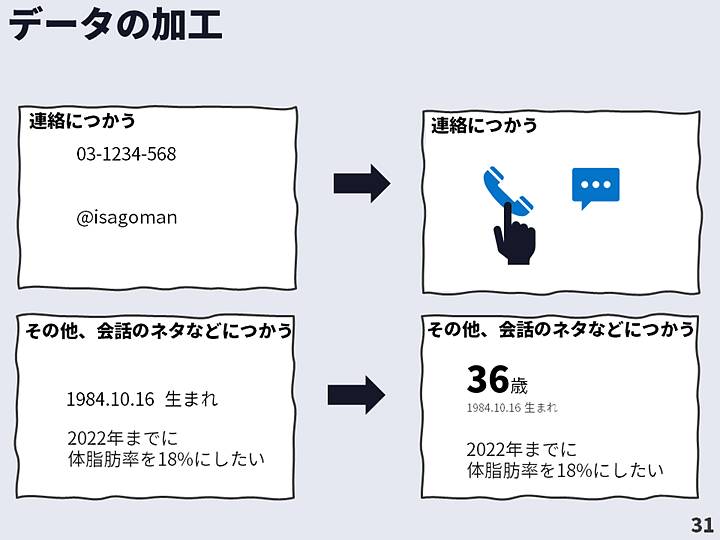 データの加工
連絡につかう
03-1234-568
@isagoman
連絡につかう
その他、会話のネタなどにつかう
1984.10.16 生まれ
2022年までに
体脂肪率を18%にしたい
その他、会話のネタなどにつかう
36歳
1984.10.16 生まれ
2022年までに
体脂肪率を18%にしたい
31